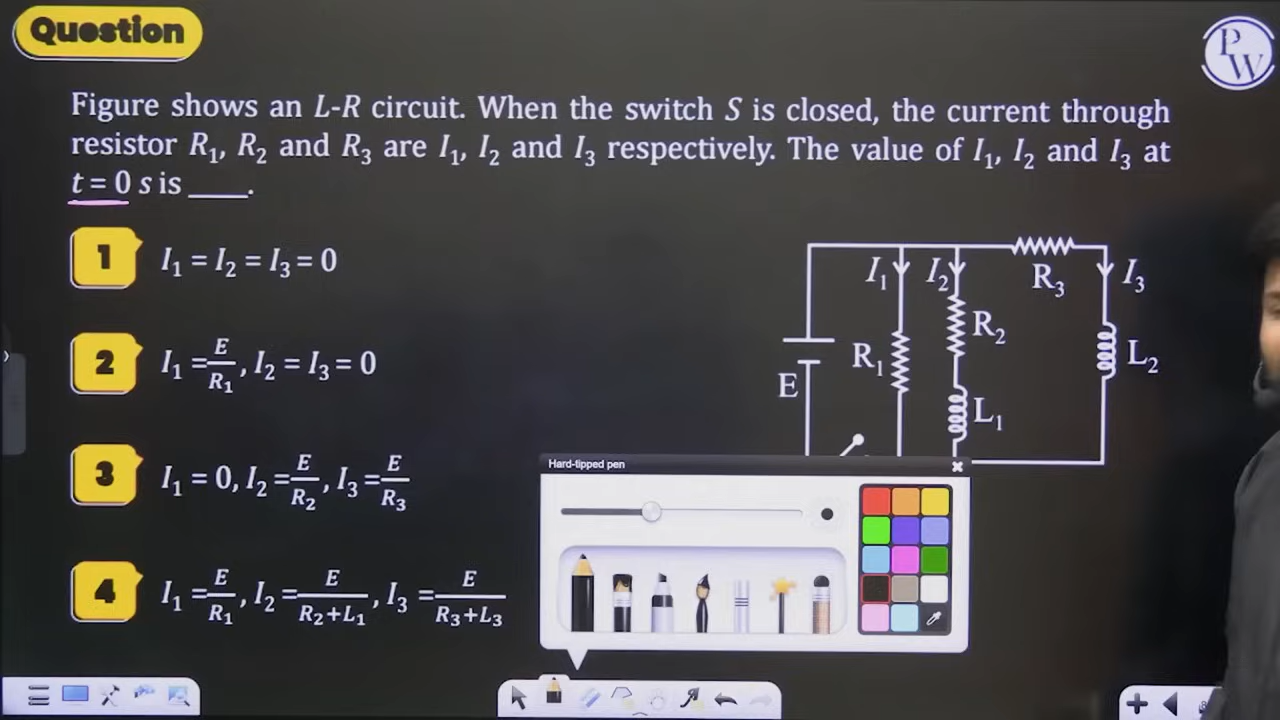 Question
PW
Figure shows an L-R circuit. When the switch S is closed, the current through
resistor R₁, R₂ and R₃ are I₁, I₂ and I₃ respectively. The value of I₁, I₂ and I₃ at
t = 0 s is ____.
1 I₁ = I₂ = I₃ = 0
2 I₁ = E/R₁, I₂ = I₃ = 0
3 I₁ = 0, I₂ = E/R₂, I₃ = E/R₃
4 I₁ = E/R₁, I₂ = E/(R₂+L₁), I₃ = E/(R₃+L₃)
I₁ I₂ R₃ I₃
R₂
E R₁ L₂
L₁
Hard-tipped pen